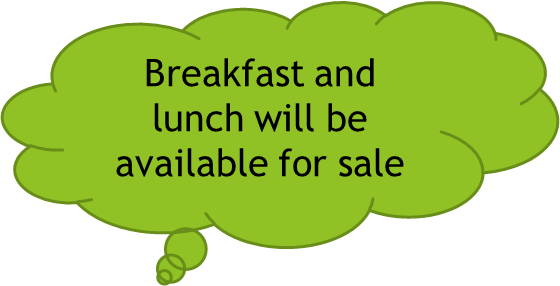 Breakfast and
lunch will be
available for sale